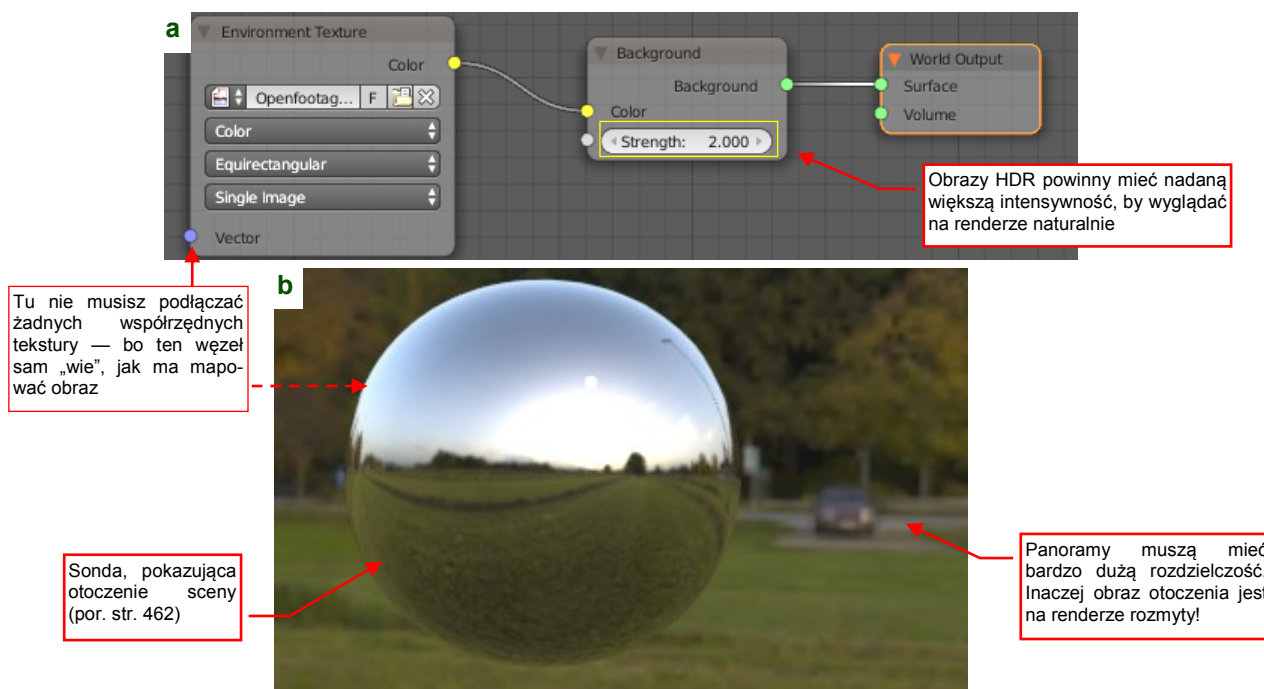 a
Environment Texture
Color
Openfootag... F
Color
Equirectangular
Single Image
Vector
Background
Background
Color
Strength: 2.000
World Output
Surface
Volume
Obrazy HDR powinny mieć nadaną
większą intensywność, by wyglądać
na renderze naturalnie
Tu nie musisz podłączać
żadnych współrzędnych
tekstury — bo ten węzeł
sam „wie”, jak ma mapo-
wać obraz
b
Sonda, pokazująca
otoczenie sceny
(por. str. 462)
Panoramy muszą mieć
bardzo dużą rozdzielczość.
Inaczej obraz otoczenia jest
na renderze rozmyty!